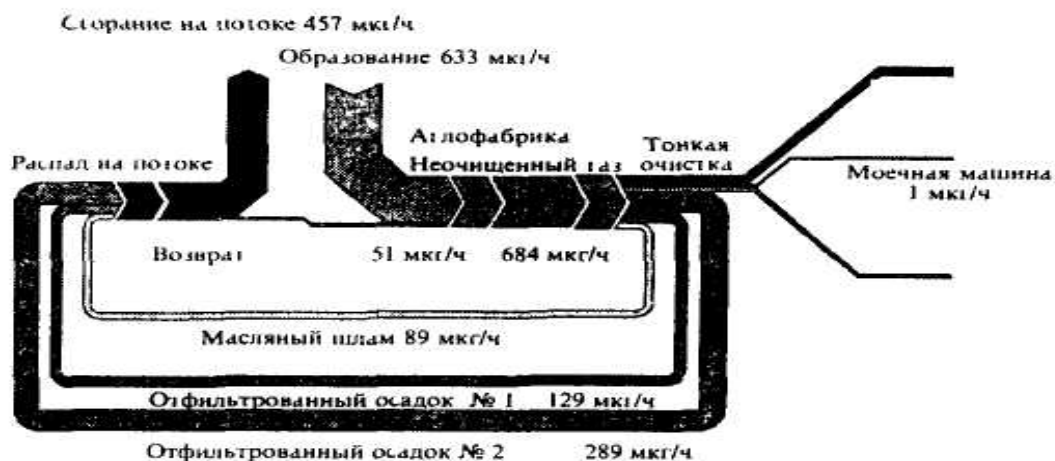 Сгорание на потоке 457 мкг/ч
Образование 633 мкг/ч
Аглофабрика
Неочищенный газ
Тонкая
очистка
Распад на потоке
Моечная машина
1 мкг/ч
Возврат 51 мкг/ч 684 мкг/ч
Масляный шлам 89 мкг/ч
Отфильтрованный осадок № 1 129 мкг/ч
Отфильтрованный осадок № 2 289 мкг/ч